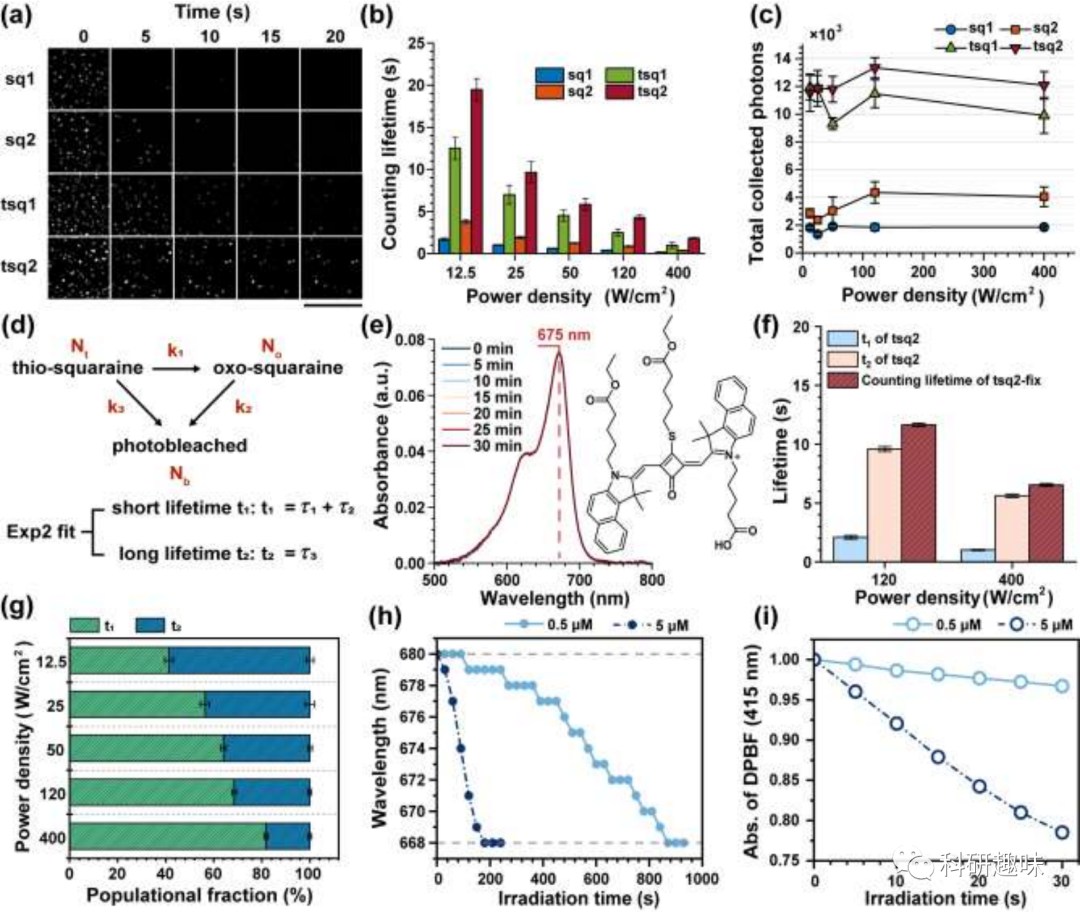 (a)
Time (s)
0 5 10 15 20
sq1
sq2
tsq1
tsq2
(b)
sq1 tsq1
sq2 tsq2
Counting lifetime (s)
25
20
15
10
5
0
12.5 25 50 120 400
Power density (W/cm²)
(c)
sq1 sq2
tsq1 tsq2
×10³
Total collected photons
14
12
10
4
2
0
0 100 200 300 400
Power density (W/cm²)
(d)
Nt k₁ No
thio-squaraine oxo-squaraine
k₃ k₂
photobleached
Nb
short lifetime t₁: t₁ = τ₁ + τ₂
Exp2 fit
long lifetime t₂: t₂ = τ₃
(e)
675 nm
0 min
5 min
10 min
15 min
20 min
25 min
30 min
Absorbance (a.u.)
0.08
0.06
0.04
0.02
0.00
500 600 700 800
Wavelength (nm)
O
O
O
O
S
N
N+
O
O
HO
(f)
t₁ of tsq2
t₂ of tsq2
Counting lifetime of tsq2-fix
Lifetime (s)
20
15
10
5
0
120 400
Power density (W/cm²)
(g)
t₁ t₂
Power density (W/cm²)
12.5
25
50
120
400
0 20 40 60 80 100
Populational fraction (%)
(h)
0.5 μM 5 μM
Wavelength (nm)
680
678
676
674
672
670
668
0 200 400 600 800 1000
Irradiation time (s)
(i)
0.5 μM 5 μM
Abs. of DPBF (415 nm)
1.00
0.95
0.90
0.85
0.80
0.75
0 10 20 30
Irradiation time (s)
科研趣味